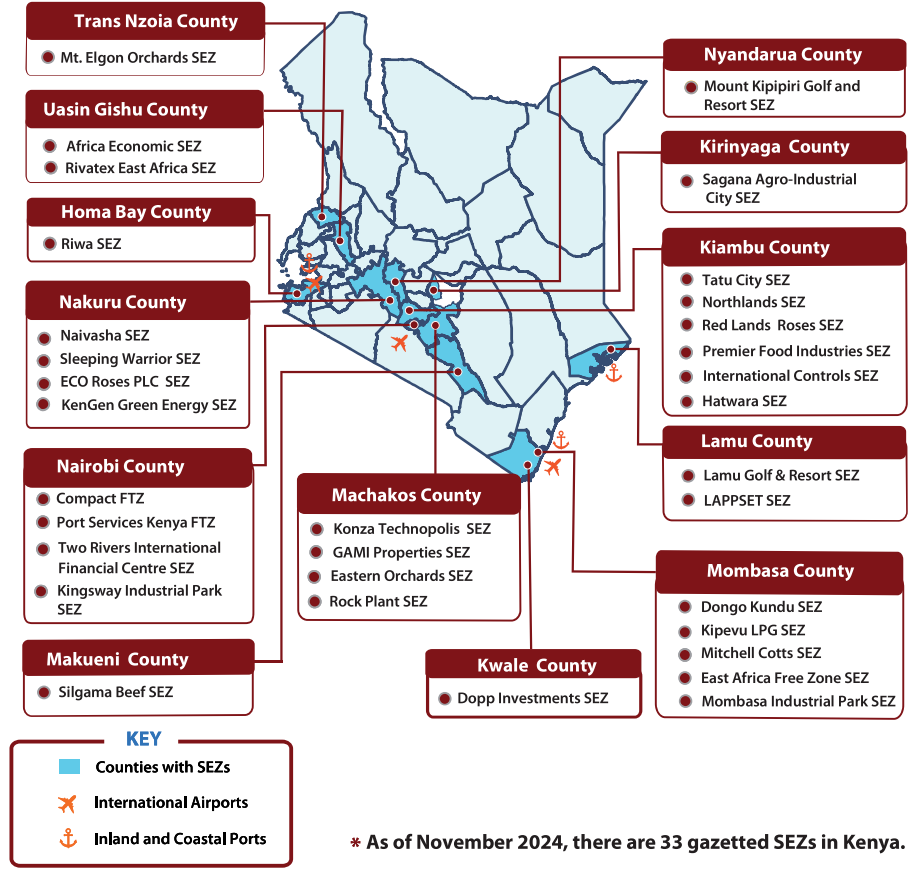 Trans Nzoia County
Mt. Elgon Orchards SEZ
Uasin Gishu County
Africa Economic SEZ
Rivatex East Africa SEZ
Homa Bay County
Riwa SEZ
Nakuru County
Naivasha SEZ
Sleeping Warrior SEZ
ECO Roses PLC SEZ
KenGen Green Energy SEZ
Nairobi County
Compact FTZ
Port Services Kenya FTZ
Two Rivers International
Financial Centre SEZ
Kingsway Industrial Park
SEZ
Makueni County
Silgama Beef SEZ
Machakos County
Konza Technopolis SEZ
GAMI Properties SEZ
Eastern Orchards SEZ
Rock Plant SEZ
Kwale County
Dopp Investments SEZ
Nyandarua County
Mount Kipipiri Golf and
Resort SEZ
Kirinyaga County
Sagana Agro-Industrial
City SEZ
Kiambu County
Tatu City SEZ
Northlands SEZ
Red Lands Roses SEZ
Premier Food Industries SEZ
International Controls SEZ
Hatwara SEZ
Lamu County
Lamu Golf & Resort SEZ
LAPPSET SEZ
Mombasa County
Dongo Kundu SEZ
Kipevu LPG SEZ
Mitchell Cotts SEZ
East Africa Free Zone SEZ
Mombasa Industrial Park SEZ
KEY
Counties with SEZs
International Airports
Inland and Coastal Ports
* As of November 2024, there are 33 gazetted SEZs in Kenya.